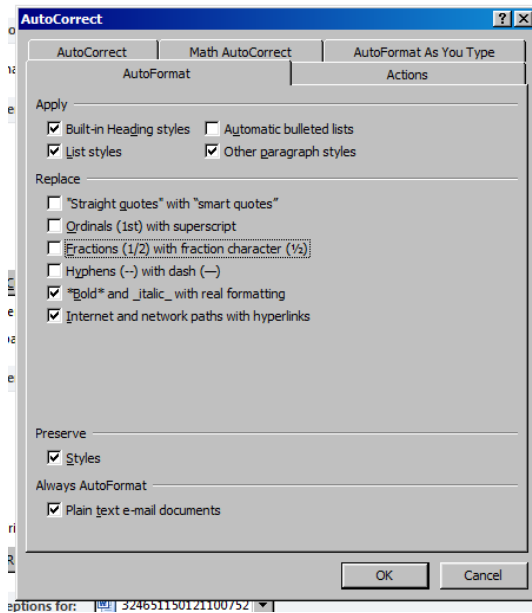 AutoCorrect
AutoCorrect Math AutoCorrect AutoFormat As You Type
AutoFormat Actions
Apply
Built-in Heading styles Automatic bulleted lists
List styles Other paragraph styles
Replace
"Straight quotes" with “smart quotes”
Ordinals (1st) with superscript
Fractions (1/2) with fraction character (½)
Hyphens (--) with dash (—)
*Bold* and _italic_ with real formatting
Internet and network paths with hyperlinks
Preserve
Styles
Always AutoFormat
Plain text e-mail documents
OK Cancel
eptions for: 324651150121100752